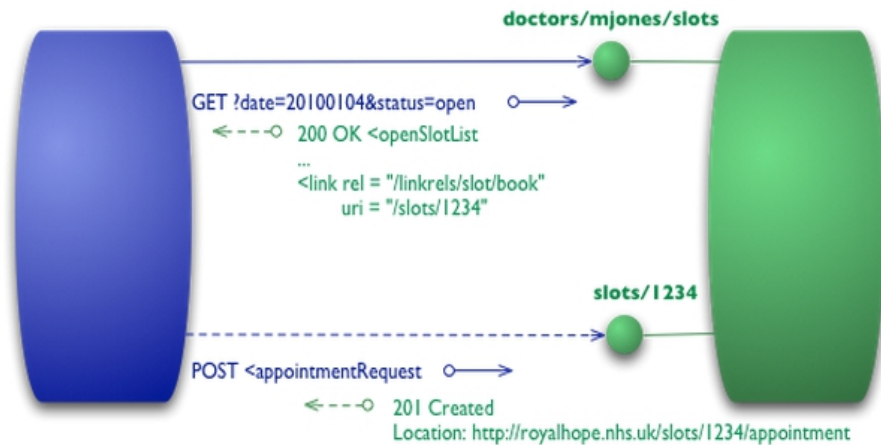 doctors/mjones/slots
GET ?date=20100104&status=open
200 OK <openSlotList
...
<link rel = "/linkrels/slot/book"
uri = "/slots/1234"
slots/1234
POST <appointmentRequest
201 Created
Location: http://royalhope.nhs.uk/slots/1234/appointment